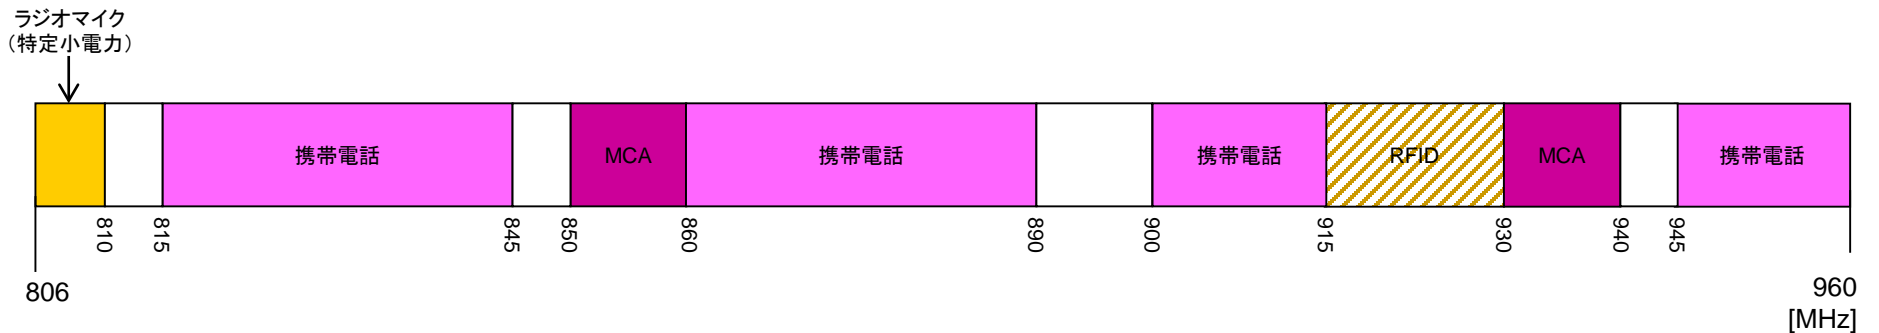 ラジオマイク
（特定小電力）
携帯電話
MCA
携帯電話
携帯電話
RFID
MCA
携帯電話
810
815
845
850
860
890
900
915
930
940
945
806
960
[MHz]